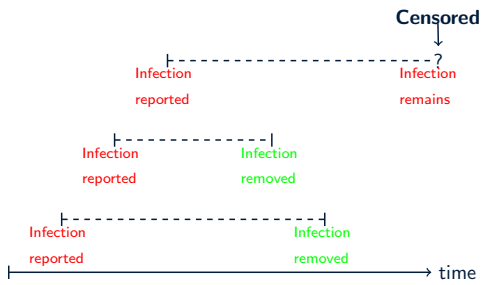 Censored
?
Infection
reported
Infection
remains
Infection
reported
Infection
removed
Infection
reported
Infection
removed
time